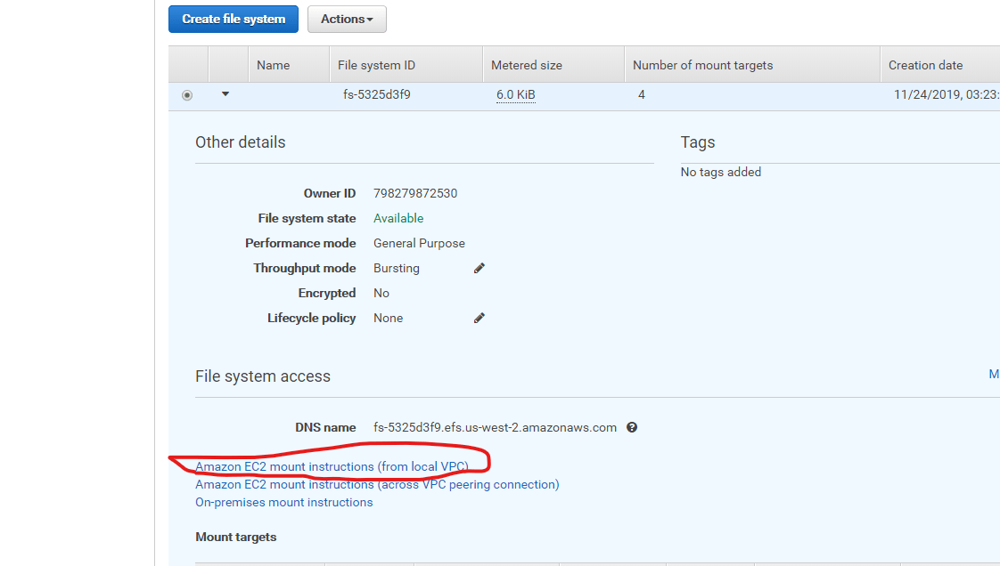 Create file system Actions
Name File system ID Metered size Number of mount targets Creation date
fs-5325d3f9 6.0 KiB 4 11/24/2019, 03:23:
Other details Tags
No tags added
Owner ID 798279872530
File system state Available
Performance mode General Purpose
Throughput mode Bursting
Encrypted No
Lifecycle policy None
File system access M
DNS name fs-5325d3f9.efs.us-west-2.amazonaws.com
Amazon EC2 mount instructions (from local VPC)
Amazon EC2 mount instructions (across VPC peering connection)
On-premises mount instructions
Mount targets